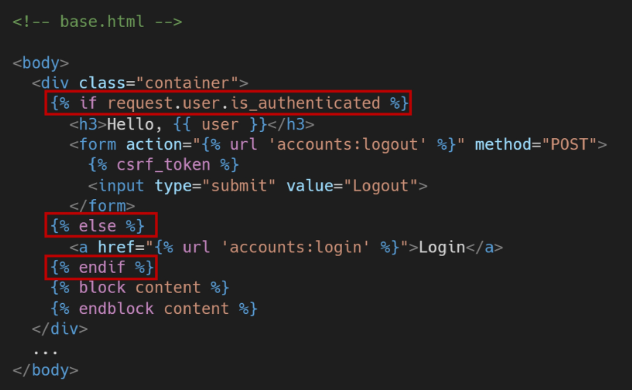 <!-- base.html -->
<body>
<div class="container">
{% if request.user.is_authenticated %}
<h3>Hello, {{ user }}</h3>
<form action="{% url 'accounts:logout' %}" method="POST">
{% csrf_token %}
<input type="submit" value="Logout">
</form>
{% else %}
<a href="{% url 'accounts:login' %}">Login</a>
{% endif %}
{% block content %}
{% endblock content %}
</div>
...
</body>